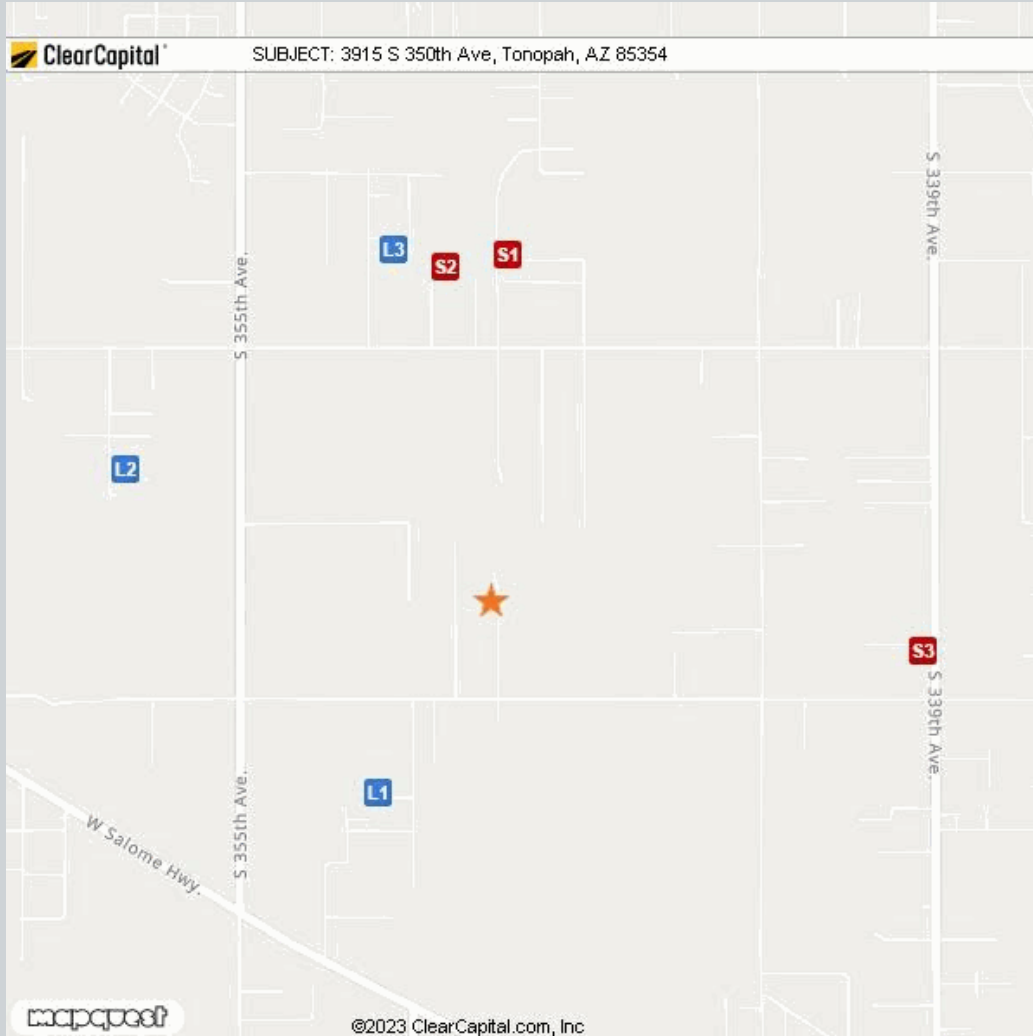 ClearCapital
SUBJECT: 3915 S 350th Ave, Tonopah, AZ 85354
S 339th Ave.
L3
S2
S1
S 355th Ave.
L2
S3
S 339th Ave.
L1
S 355th Ave.
W Salome Hwy.
mapquest
©2023 ClearCapital.com, Inc